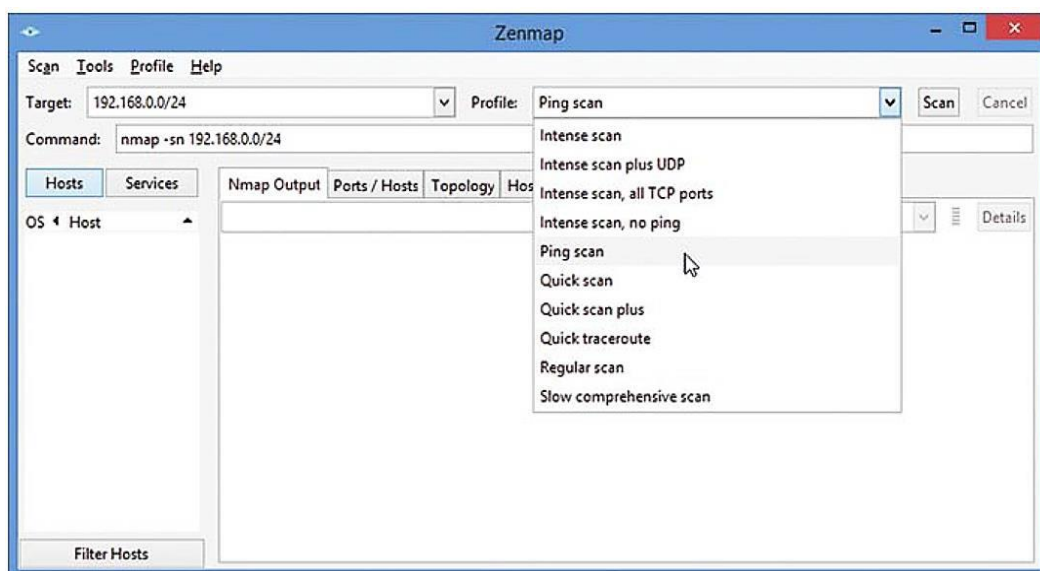 Zenmap
Scan Tools Profile Help
Target: 192.168.0.0/24 Profile: Ping scan Scan Cancel
Command: nmap -sn 192.168.0.0/24
Hosts Services Nmap Output Ports / Hosts Topology Hos
OS Host Details
Intense scan
Intense scan plus UDP
Intense scan, all TCP ports
Intense scan, no ping
Ping scan
Quick scan
Quick scan plus
Quick traceroute
Regular scan
Slow comprehensive scan
Filter Hosts